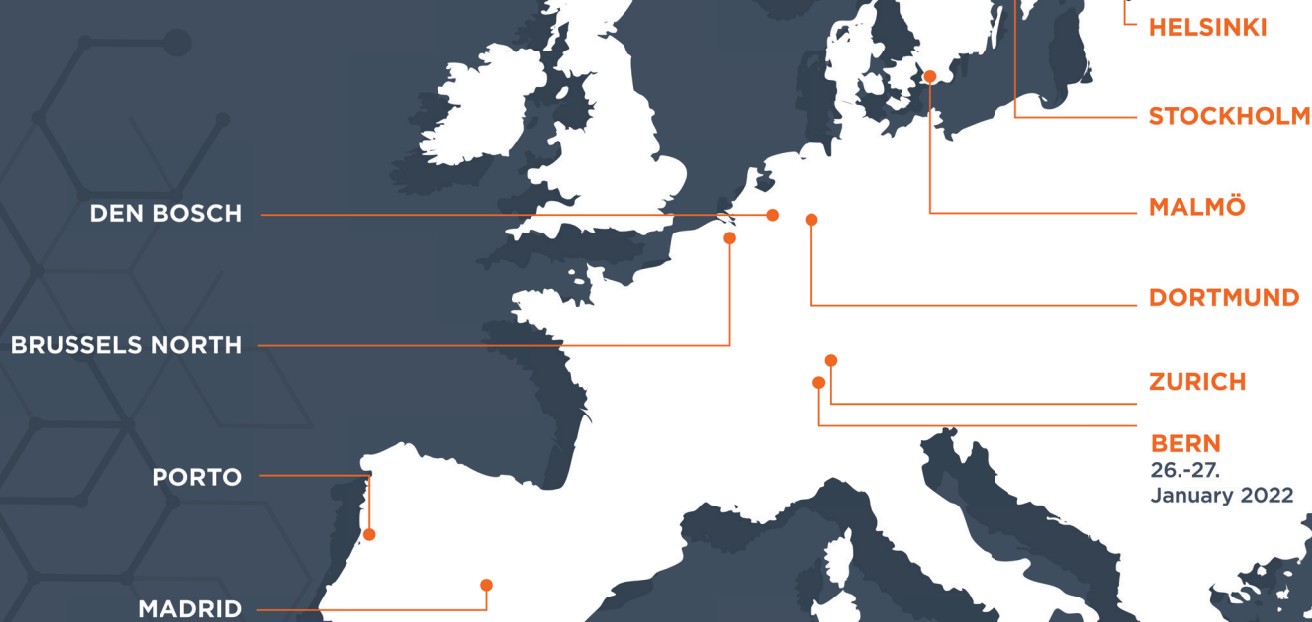 HELSINKI
STOCKHOLM
DEN BOSCH
MALMÖ
DORTMUND
BRUSSELS NORTH
ZURICH
BERN
26.-27.
January 2022
PORTO
MADRID